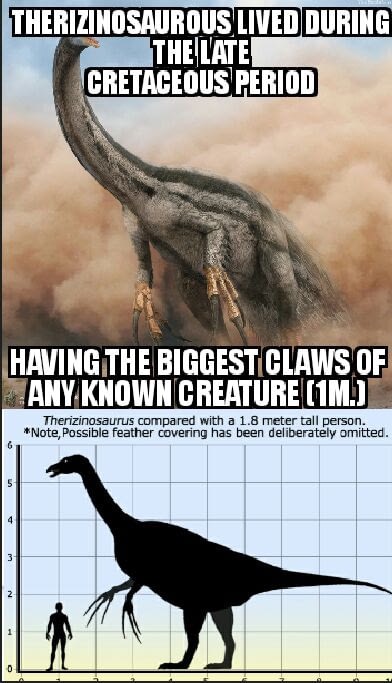 THERIZINOSAUROUS LIVED DURING
THE LATE
CRETACEOUS PERIOD
HAVING THE BIGGEST CLAWS OF
ANY KNOWN CREATURE (1M.)
Therizinosaurus compared with a 1.8 meter tall person.
*Note,Possible feather covering has been deliberately omitted.
6
5
4
3
2
1
0